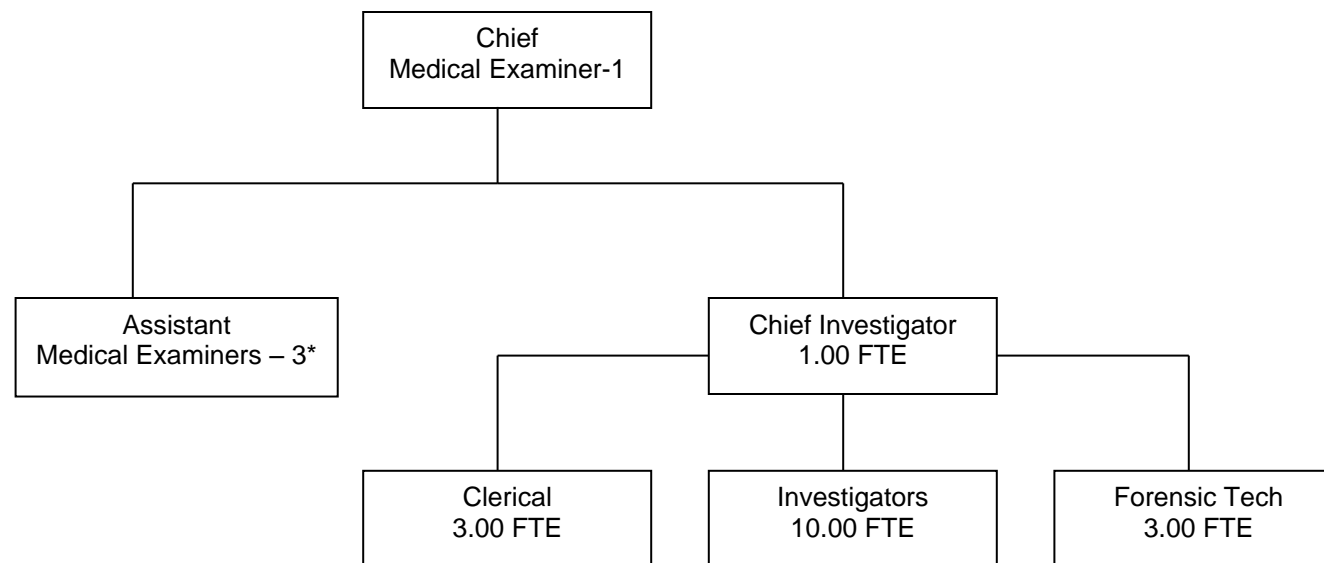 Chief
Medical Examiner-1
Assistant
Medical Examiners – 3*
Chief Investigator
1.00 FTE
Clerical
3.00 FTE
Investigators
10.00 FTE
Forensic Tech
3.00 FTE